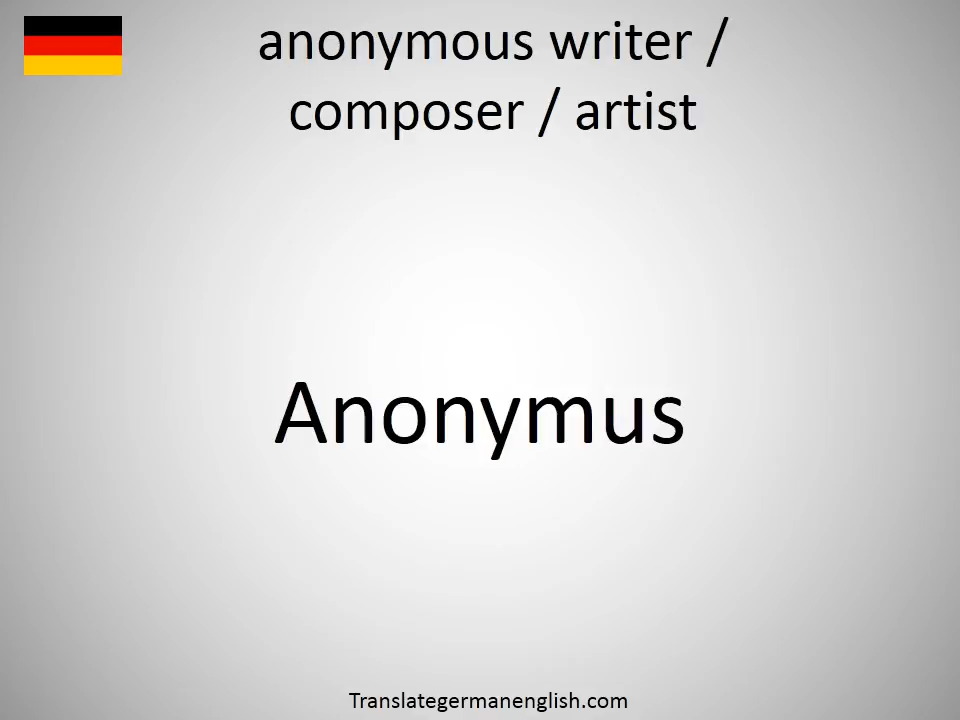 anonymous writer /
composer / artist
Anonymus
Translategermanenglish.com